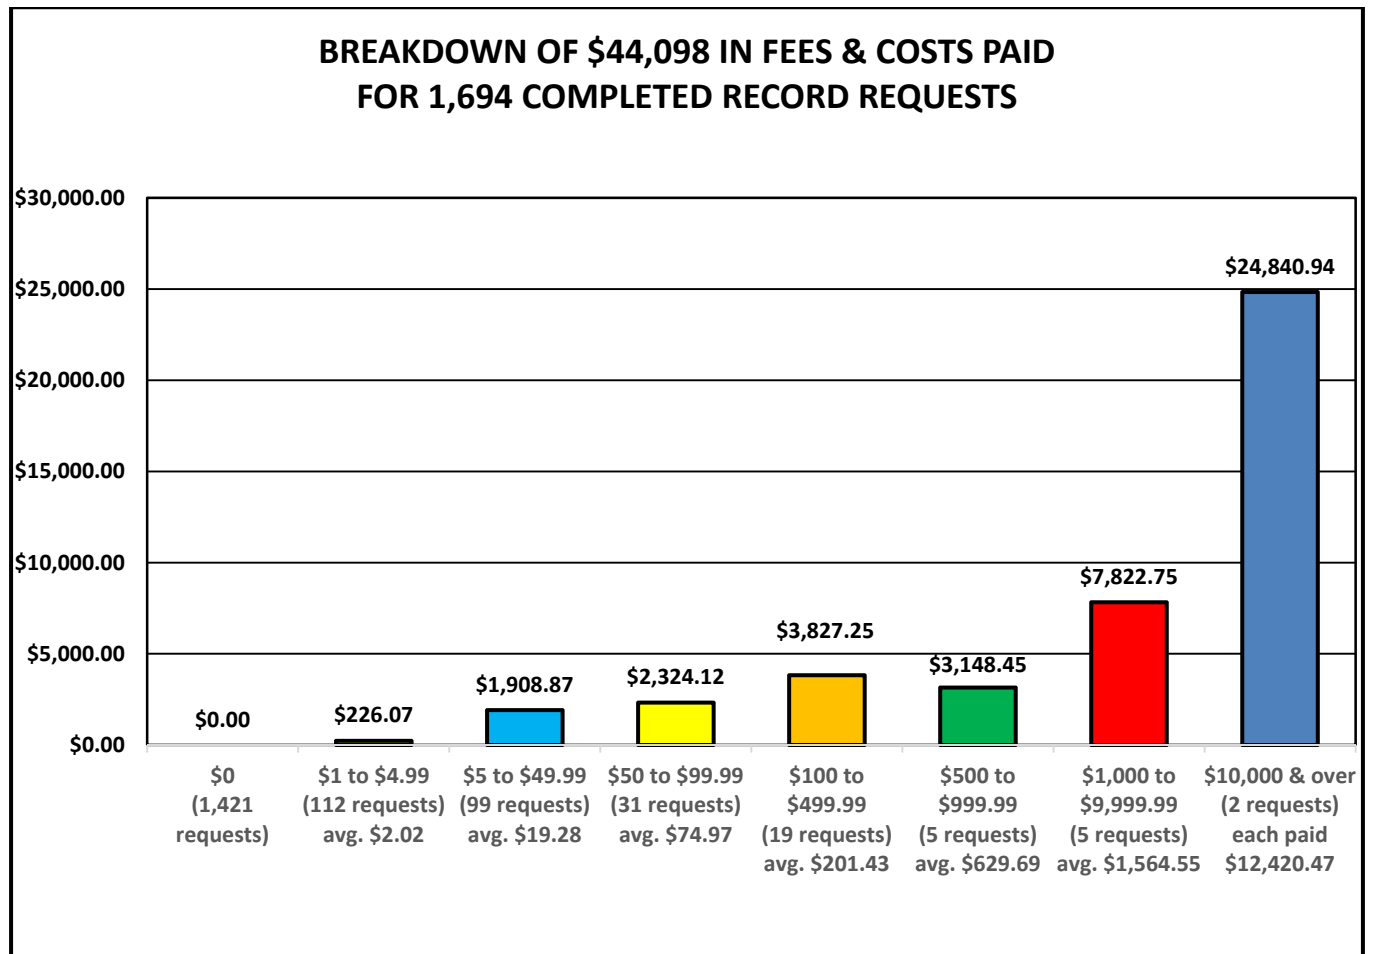 BREAKDOWN OF $44,098 IN FEES & COSTS PAID
FOR 1,694 COMPLETED RECORD REQUESTS
$30,000.00
$25,000.00
$20,000.00
$15,000.00
$10,000.00
$5,000.00
$0.00
$0.00
$226.07
$1,908.87
$2,324.12
$3,827.25
$3,148.45
$7,822.75
$24,840.94
$0
(1,421
requests)
$1 to $4.99
(112 requests)
avg. $2.02
$5 to $49.99
(99 requests)
avg. $19.28
$50 to $99.99
(31 requests)
avg. $74.97
$100 to
$499.99
(19 requests)
avg. $201.43
$500 to
$999.99
(5 requests)
avg. $629.69
$1,000 to
$9,999.99
(5 requests)
avg. $1,564.55
$10,000 & over
(2 requests)
each paid
$12,420.47